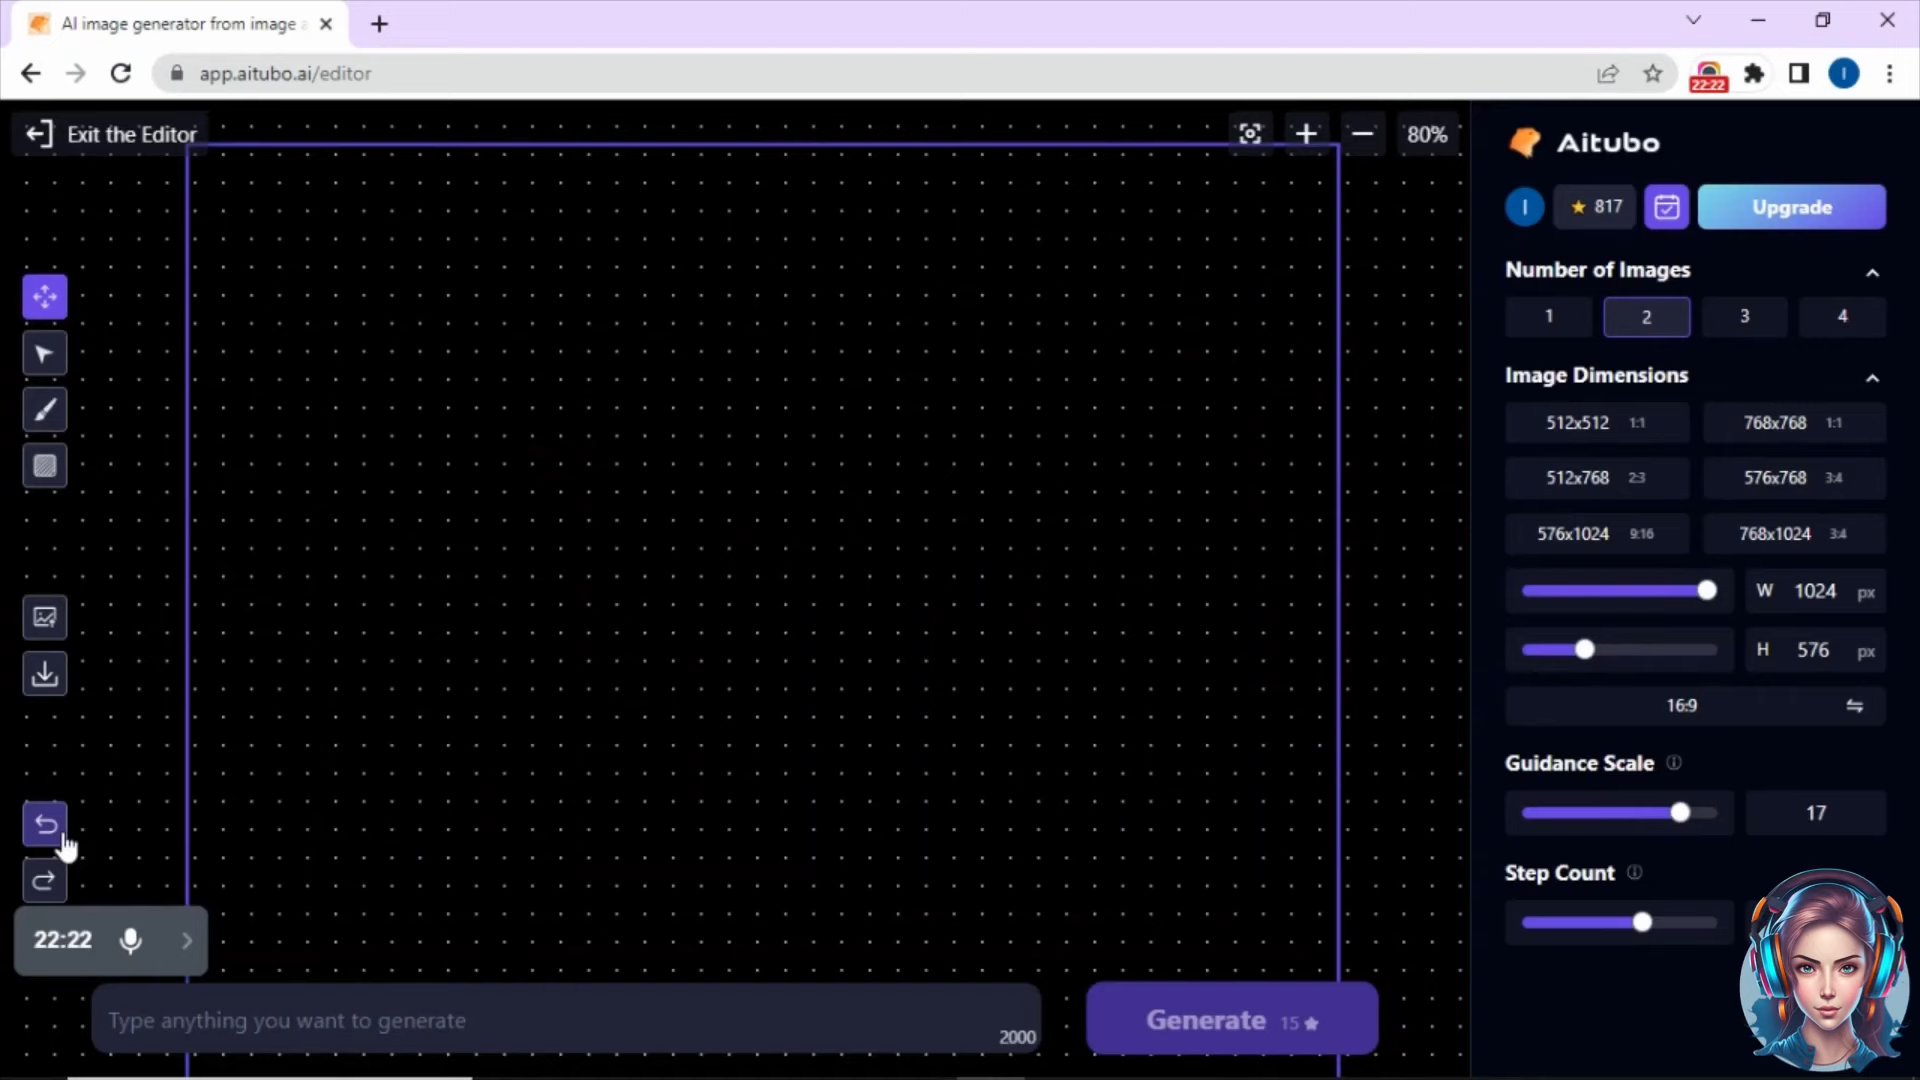 AI image generator from image
app.aitubo.ai/editor
22:22
I
Exit the Editor
80%
Aitubo
I
817
Upgrade
Number of Images
1
2
3
4
Image Dimensions
512x512 1:1
768x768 1:1
512x768 2:3
576x768 3:4
576x1024 9:16
768x1024 3:4
W 1024 px
H 576 px
16:9
Guidance Scale
17
Step Count
22:22
Type anything you want to generate
2000
Generate 15